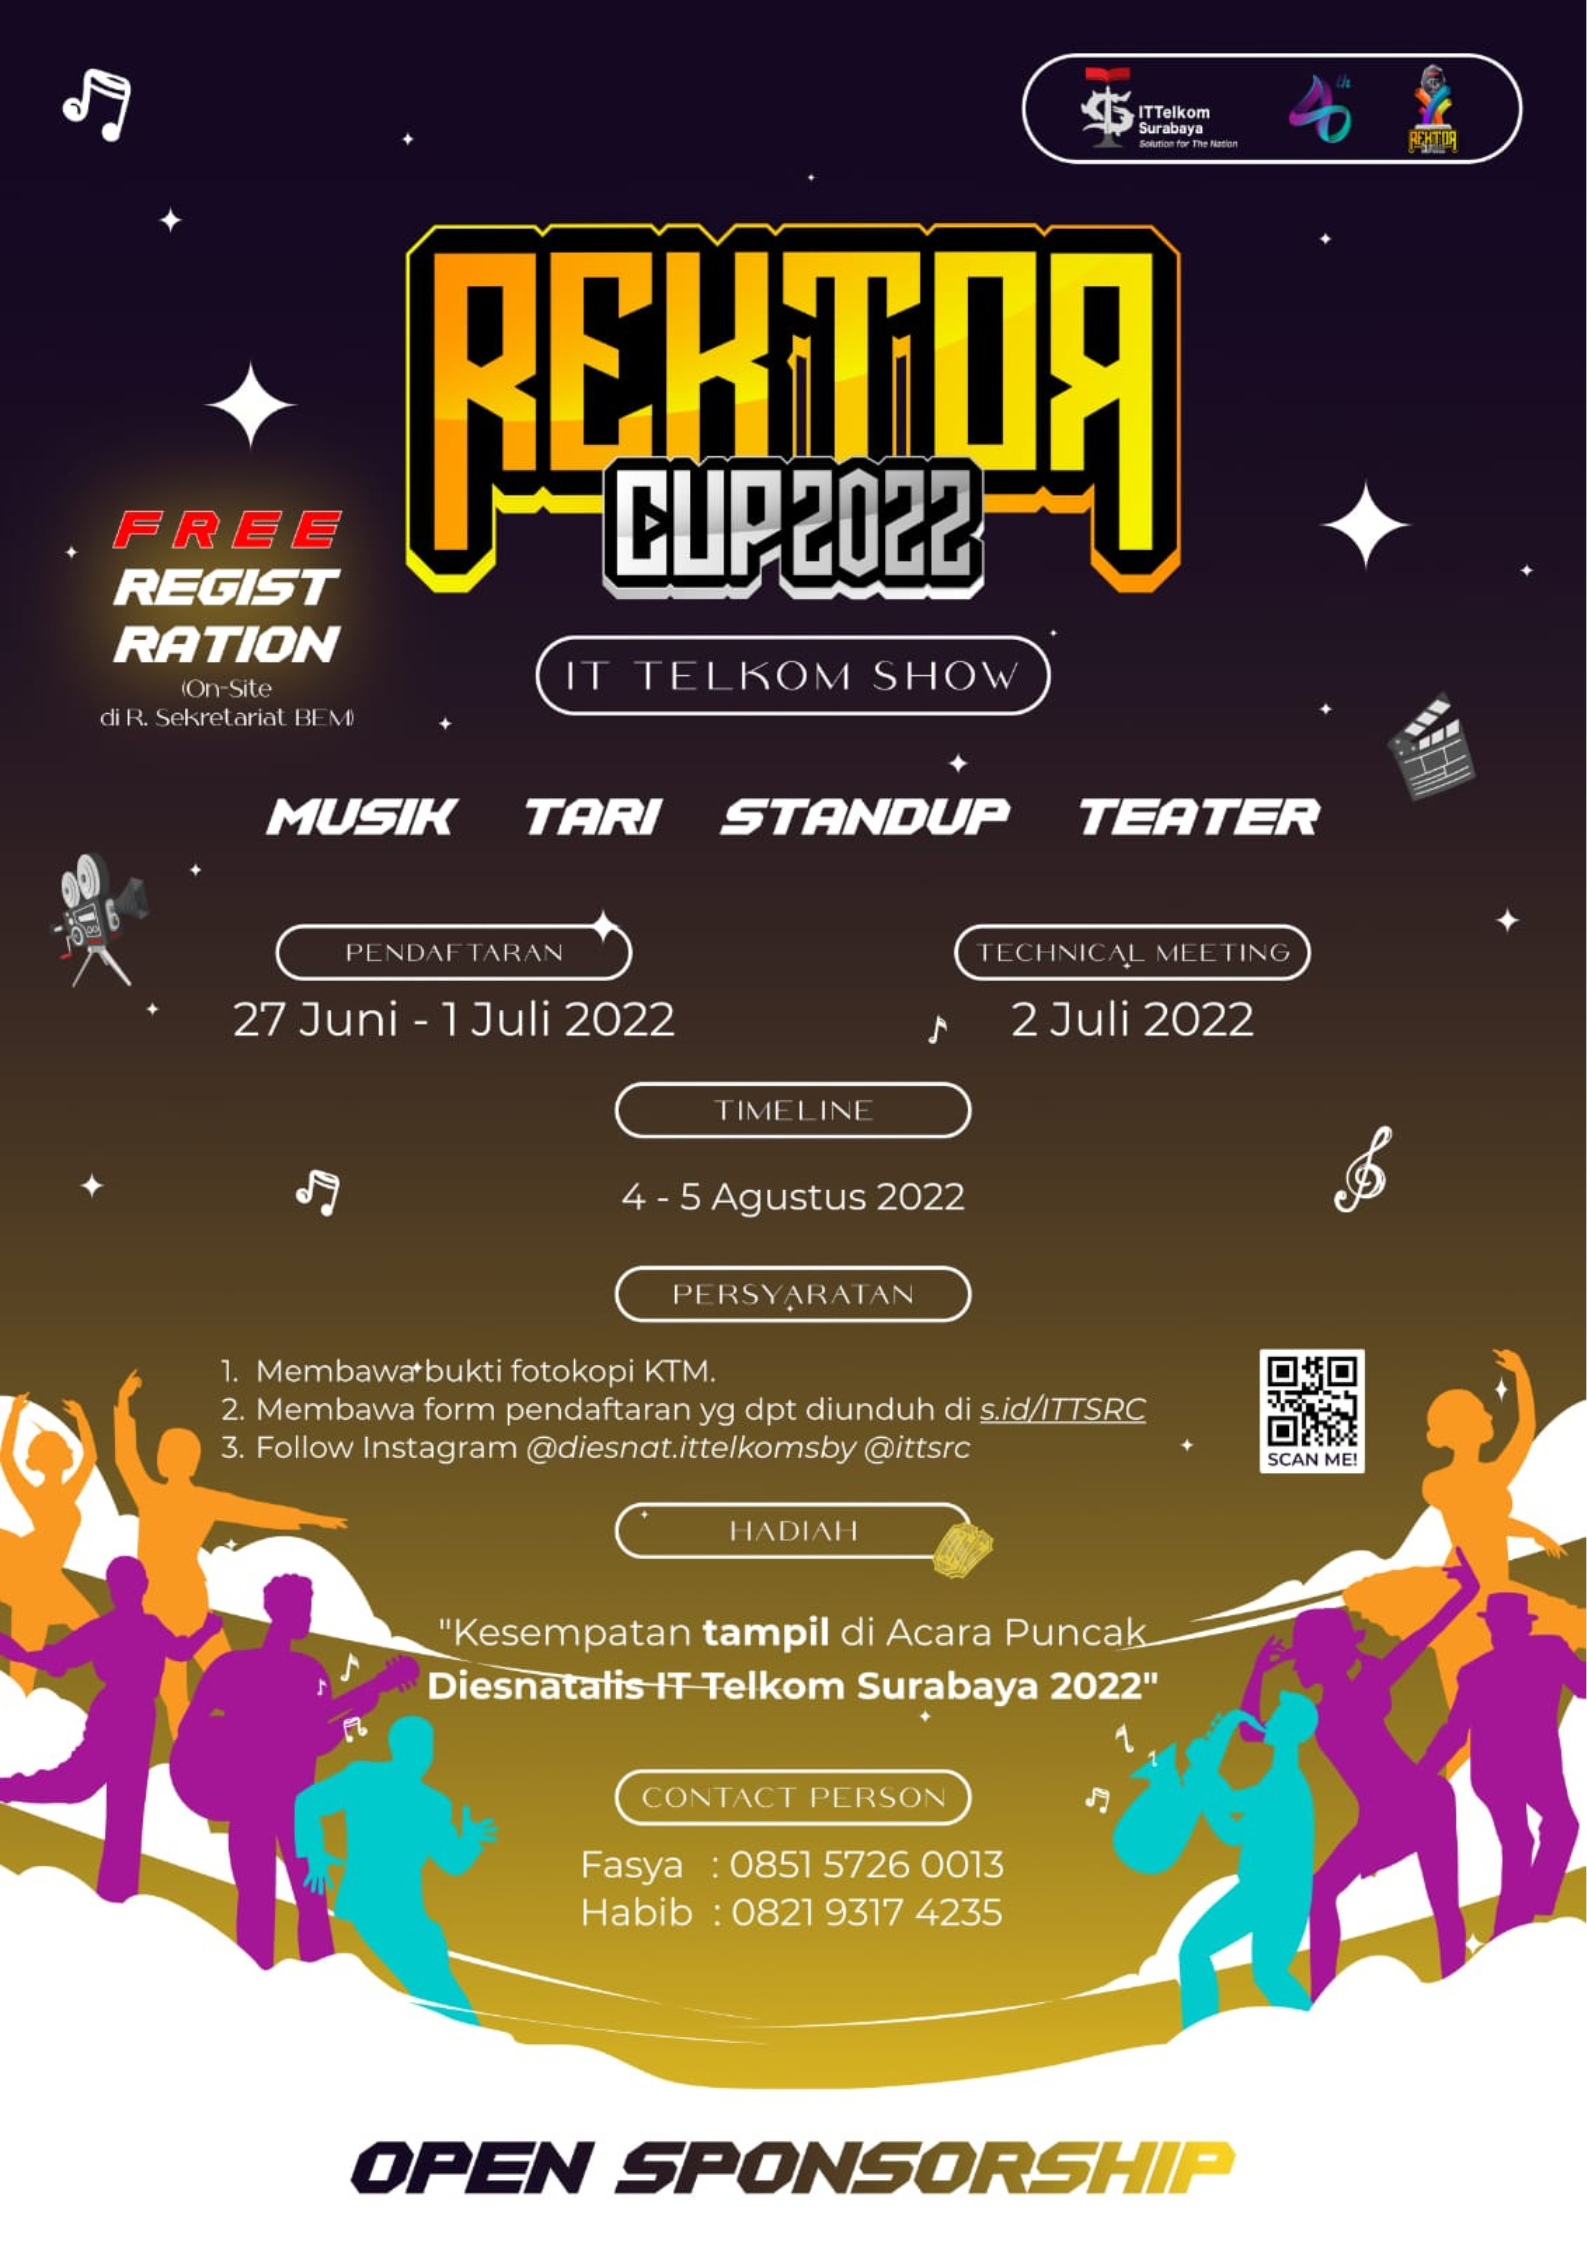 ITTelkom
Surabaya
Solution for The Nation
4th
REKTOR
REKTOR
CUP 2022
FREE
REGIST
RATION
(On-Site
di R. Sekretariat BEM)
IT TELKOM SHOW
MUSIK TARI STANDUP TEATER
PENDAFTARAN
27 Juni - 1 Juli 2022
TECHNICAL MEETING
2 Juli 2022
TIMELINE
4 - 5 Agustus 2022
PERSYARATAN
1. Membawa bukti fotokopi KTM.
2. Membawa form pendaftaran yg dpt diunduh di s.id/ITTSRC
3. Follow Instagram @diesnat.ittelkomsby @ittsrc
SCAN ME!
HADIAH
"Kesempatan tampil di Acara Puncak
Diesnatalis IT Telkom Surabaya 2022"
CONTACT PERSON
Fasya : 0851 5726 0013
Habib : 0821 9317 4235
OPEN SPONSORSHIP